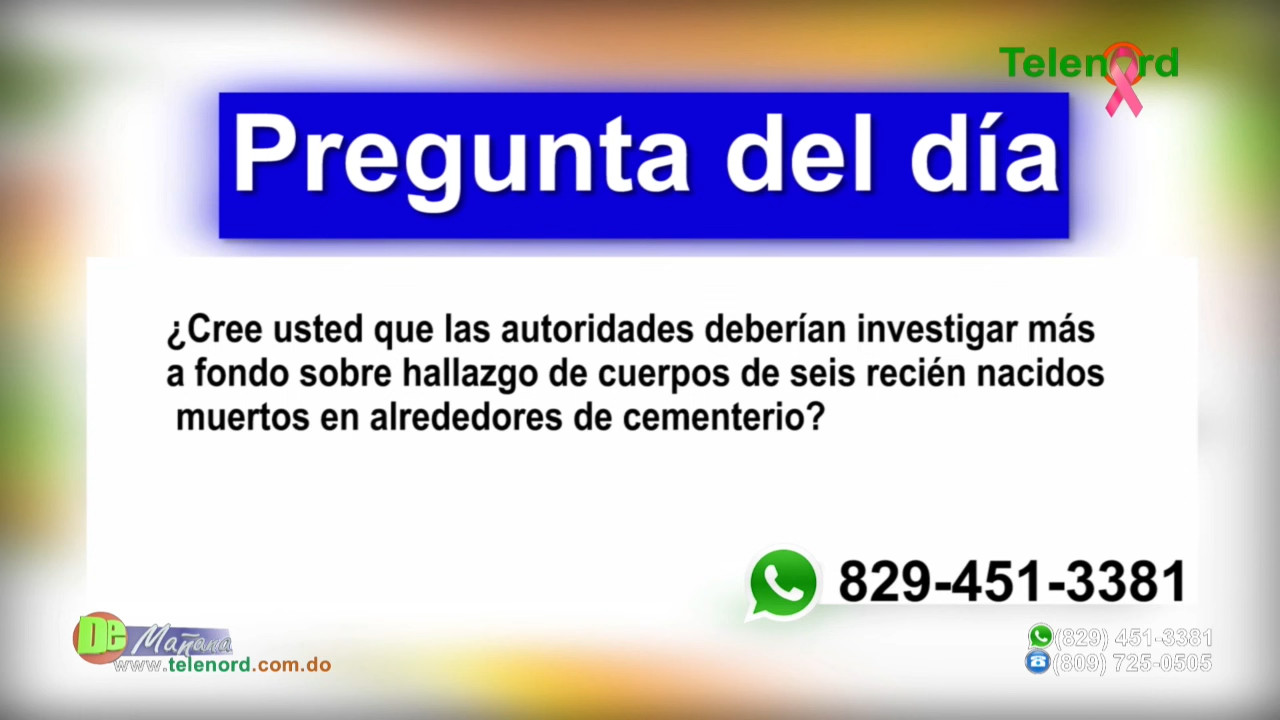 Telenord
Pregunta del día
¿Cree usted que las autoridades deberían investigar más
a fondo sobre hallazgo de cuerpos de seis recién nacidos
muertos en alrededores de cementerio?
829-451-3381
De Mañana
www.telenord.com.do
(829) 451-3381
(809) 725-0505